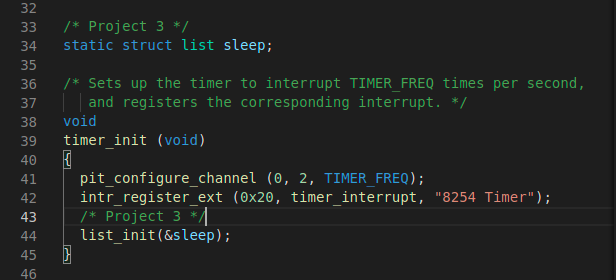 32
33 /* Project 3 */
34 static struct list sleep;
35
36 /* Sets up the timer to interrupt TIMER_FREQ times per second,
37    and registers the corresponding interrupt. */
38 void
39 timer_init (void)
40 {
41   pit_configure_channel (0, 2, TIMER_FREQ);
42   intr_register_ext (0x20, timer_interrupt, "8254 Timer");
43   /* Project 3 */
44   list_init(&sleep);
45 }
46